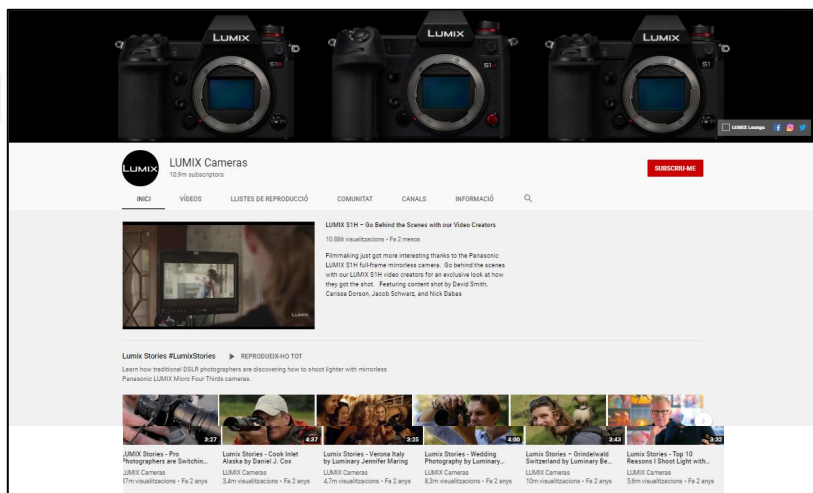 LUMIX
S1R
LUMIX
S1H
LUMIX
S1
LUMIX Lounge
LUMIX
LUMIX Cameras
10,9m subscriptors
SUBSCRIU-ME
INICI VÍDEOS LLISTES DE REPRODUCCIÓ COMUNITAT CANALS INFORMACIÓ
LUMIX
LUMIX S1H – Go Behind the Scenes with our Video Creators
10.886 visualitzacions • Fa 2 mesos
Filmmaking just got more interesting thanks to the Panasonic
LUMIX S1H full-frame mirrorless camera. Go behind the scenes
with our LUMIX S1H video creators for an exclusive look at how
they got the shot. Featuring content shot by David Smith,
Carissa Dorson, Jacob Schwarz, and Nick Dabas
Lumix Stories #LumixStories REPRODUEIX-HO TOT
Learn how traditional DSLR photographers are discovering how to shoot lighter with mirrorless
Panasonic LUMIX Micro Four Thirds cameras.
3:27
LUMIX Stories - Pro
Photographers are Switchin...
LUMIX Cameras
17m visualitzacions • Fa 2 anys
4:37
Lumix Stories - Cook Inlet
Alaska by Daniel J. Cox
LUMIX Cameras
3,4m visualitzacions • Fa 2 anys
3:25
Lumix Stories - Verona Italy
by Luminary Jennifer Maring
LUMIX Cameras
4,7m visualitzacions • Fa 2 anys
4:00
Lumix Stories - Wedding
Photography by Luminary...
LUMIX Cameras
8,3m visualitzacions • Fa 2 anys
3:43
Lumix Stories – Grindelwald
Switzerland by Luminary Be...
LUMIX Cameras
10m visualitzacions • Fa 2 anys
3:32
Lumix Stories - Top 10
Reasons I Shoot Light with...
LUMIX Cameras
5,6m visualitzacions • Fa 2 anys